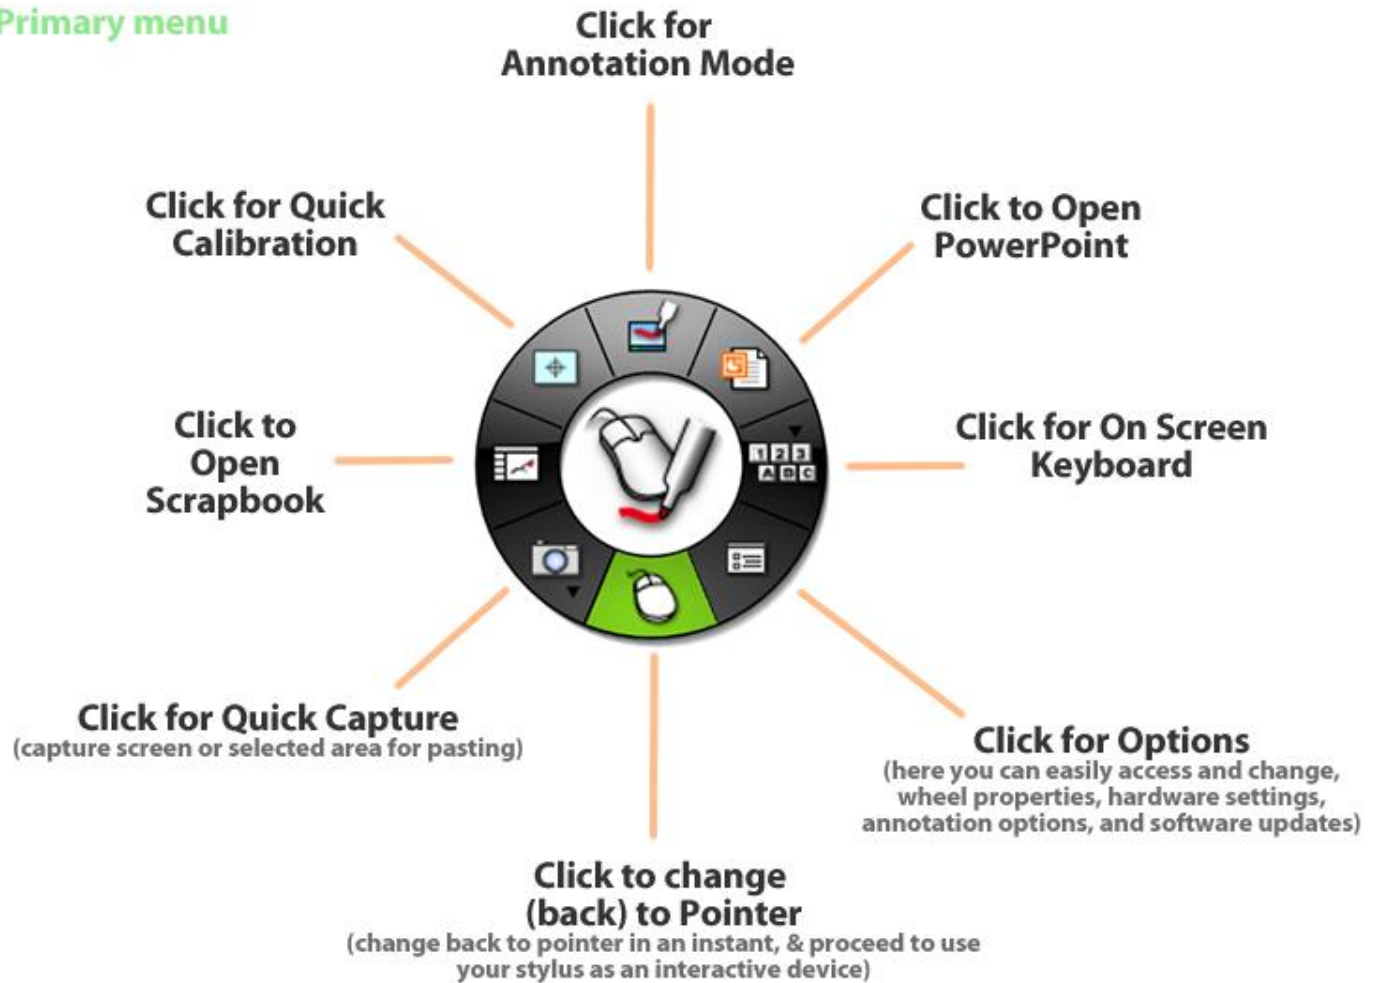 Primary menu
Click for
Annotation Mode
Click for Quick
Calibration
Click to Open
PowerPoint
Click to
Open
Scrapbook
Click for On Screen
Keyboard
1 2 3
A B C
Click for Quick Capture
(capture screen or selected area for pasting)
Click for Options
(here you can easily access and change,
wheel properties, hardware settings,
annotation options, and software updates)
Click to change
(back) to Pointer
(change back to pointer in an instant, & proceed to use
your stylus as an interactive device)